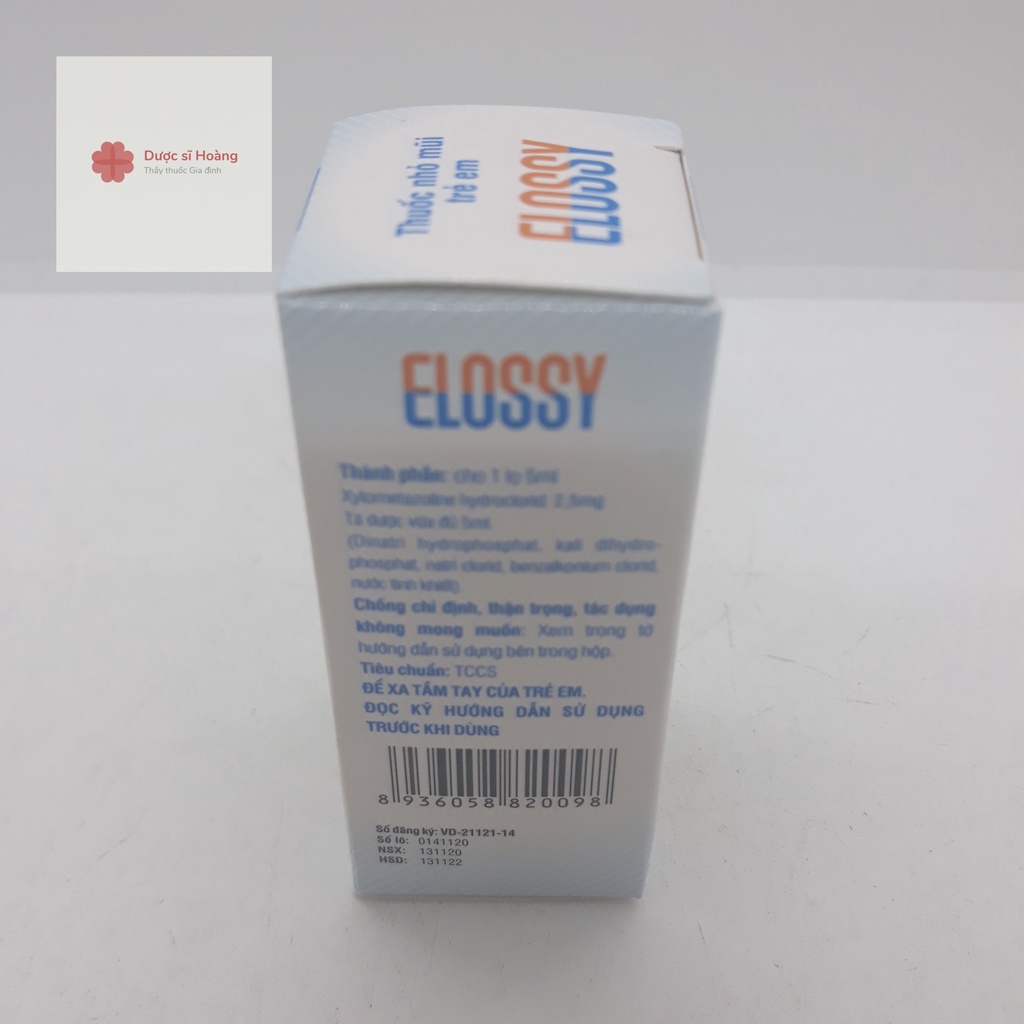 Dược sĩ Hoàng
Thầy thuốc Gia đình
Thuốc nhỏ mũi
trẻ em
ELOSSY
ELOSSY
Thành phần: cho 1 lọ 5ml
Xylometazoline hydroclorid: 2,5mg
Tá dược vừa đủ 5ml
(Dinatri hydrophosphat, kali dihydro-
phosphat, natri clorid, benzalkonium clorid,
nước tinh khiết)
Chống chỉ định, thận trọng, tác dụng
không mong muốn: Xem trong tờ
hướng dẫn sử dụng bên trong hộp.
Tiêu chuẩn: TCCS
ĐỂ XA TẦM TAY CỦA TRẺ EM.
ĐỌC KỸ HƯỚNG DẪN SỬ DỤNG
TRƯỚC KHI DÙNG
8 936058 820098
Số đăng ký: VD-21121-14
Số lô: 0141120
NSX: 131120
HSD: 131122